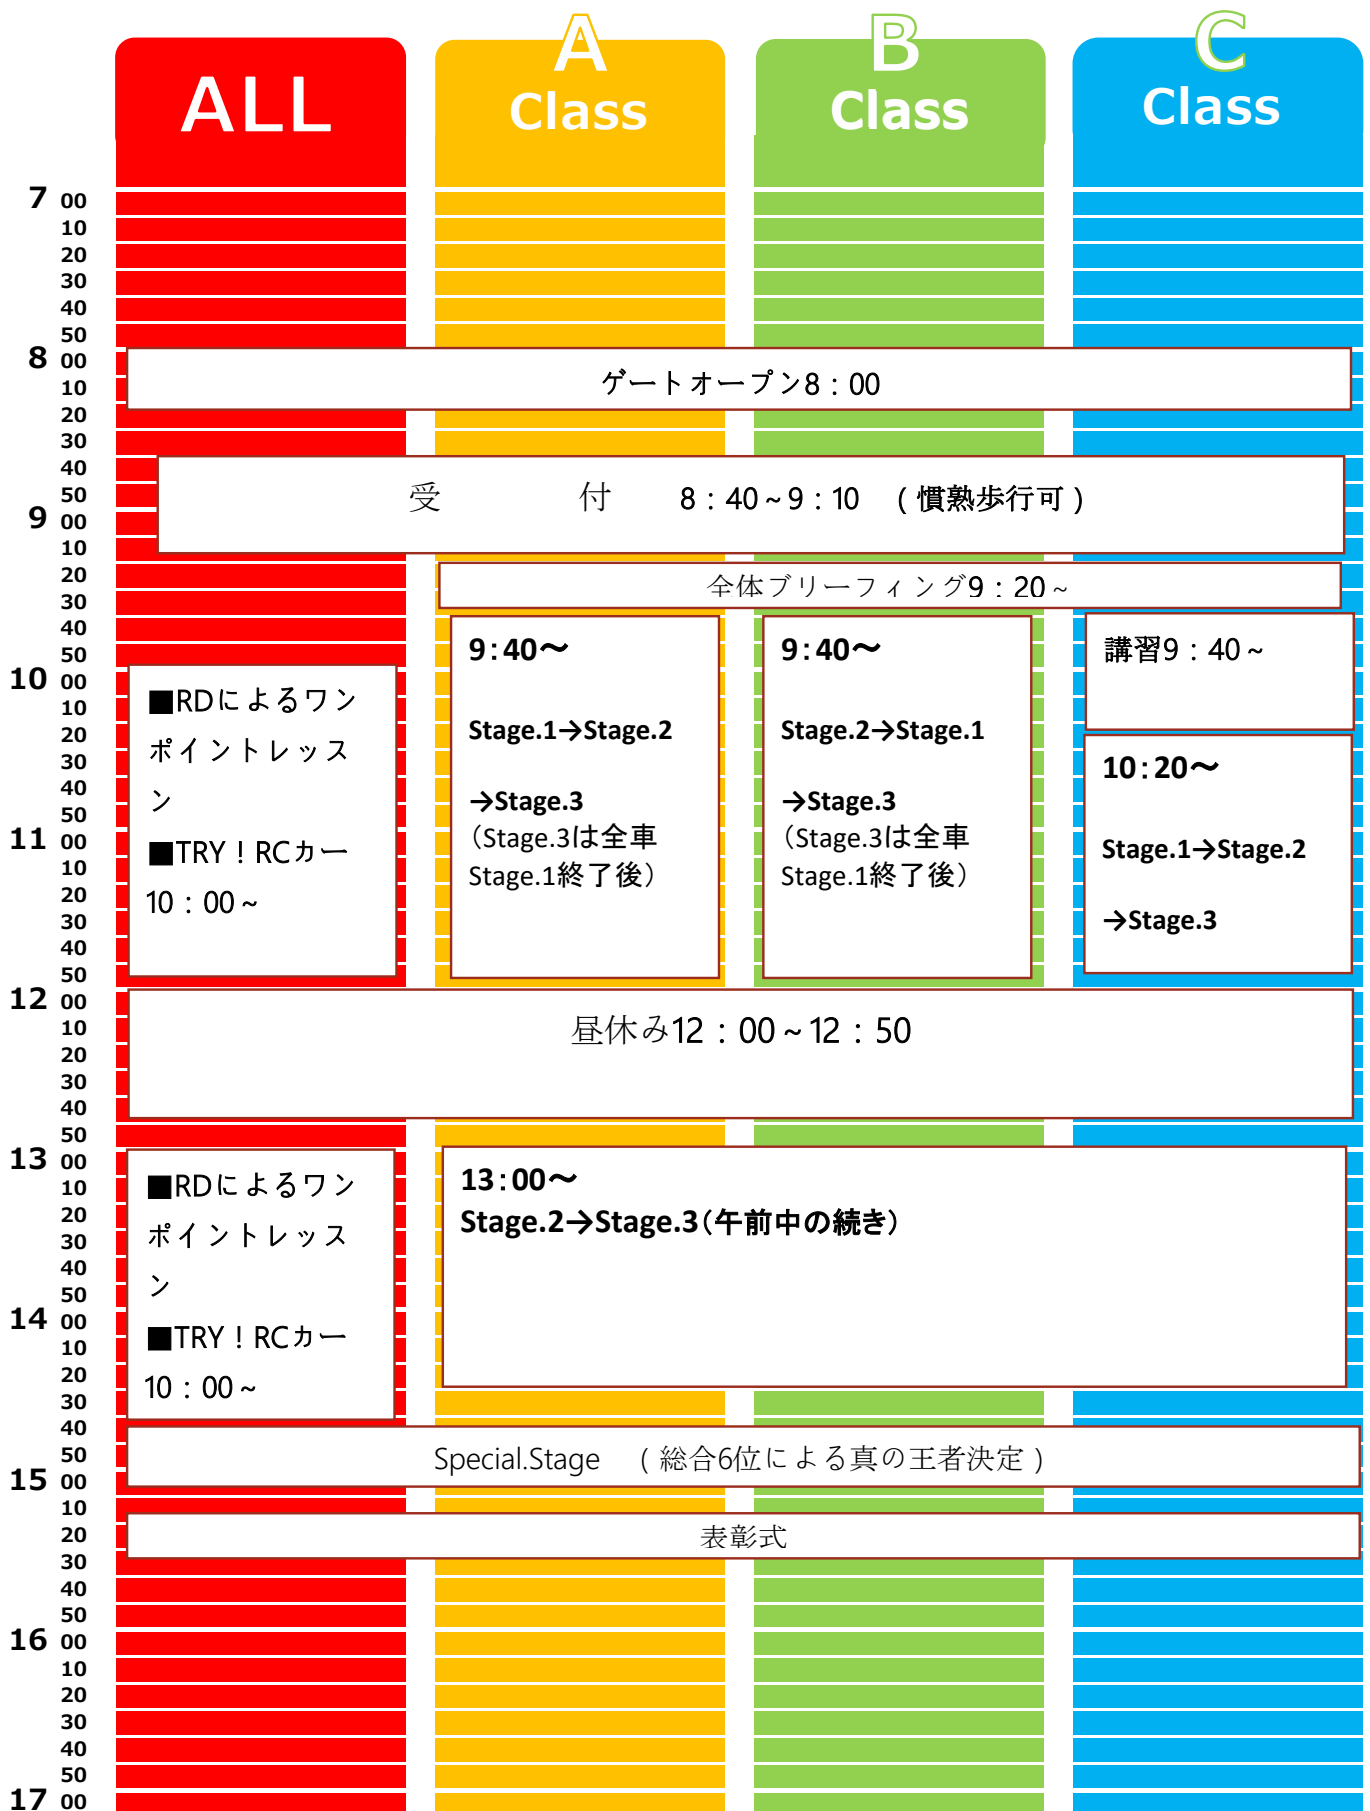 ALL
A
Class
B
Class
C
Class
7 00
10
20
30
40
50
8 00
10
20
30
40
50
9 00
10
20
30
40
50
10 00
10
20
30
40
50
11 00
10
20
30
40
50
12 00
10
20
30
40
50
13 00
10
20
30
40
50
14 00
10
20
30
40
50
15 00
10
20
30
40
50
16 00
10
20
30
40
50
17 00
ゲートオープン8：00
受　　　　付　　8：40～9：10　(慣熟歩行可)
全体ブリーフィング9：20～
■RDによるワン
ポイントレッス
ン
■TRY！RCカー
10：00～
9:40～
Stage.1→Stage.2
→Stage.3
（Stage.3は全車
Stage.1終了後）
9:40～
Stage.2→Stage.1
→Stage.3
（Stage.3は全車
Stage.1終了後）
講習9：40～
10:20～
Stage.1→Stage.2
→Stage.3
昼休み12：00～12：50
■RDによるワン
ポイントレッス
ン
■TRY！RCカー
10：00～
13:00～
Stage.2→Stage.3（午前中の続き）
Special.Stage　(総合6位による真の王者決定)
表彰式